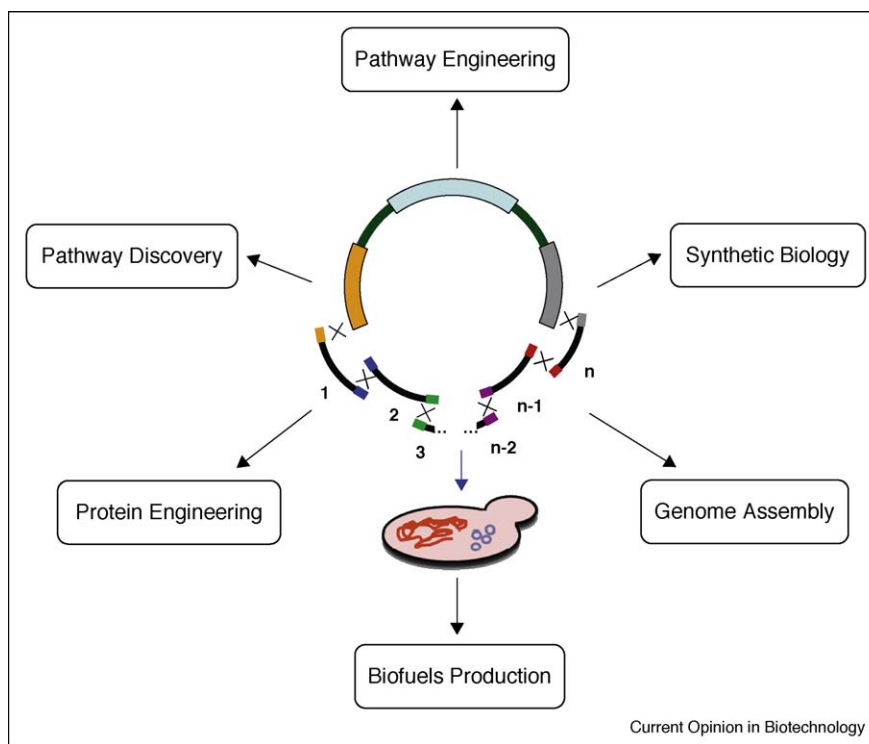 Pathway Engineering
Pathway Discovery
Synthetic Biology
1
2
3
...
...
n-2
n-1
n
Protein Engineering
Genome Assembly
Biofuels Production
Current Opinion in Biotechnology